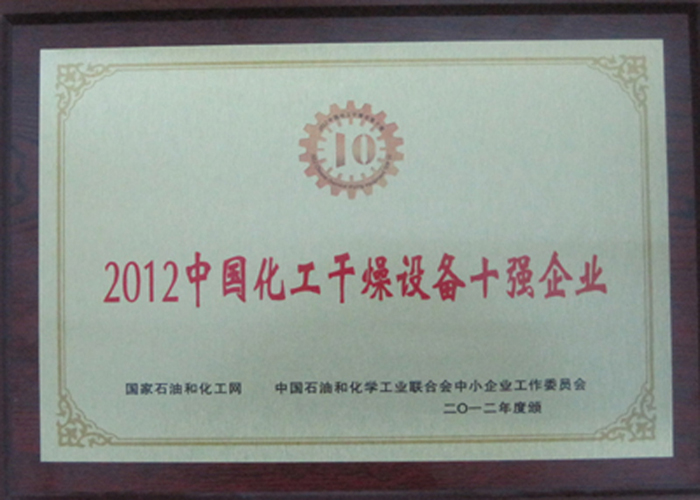 10
2012中国化工干燥设备十强企业
国家石油和化工网 中国石油和化学工业联合会中小企业工作委员会
二〇一二年度颁